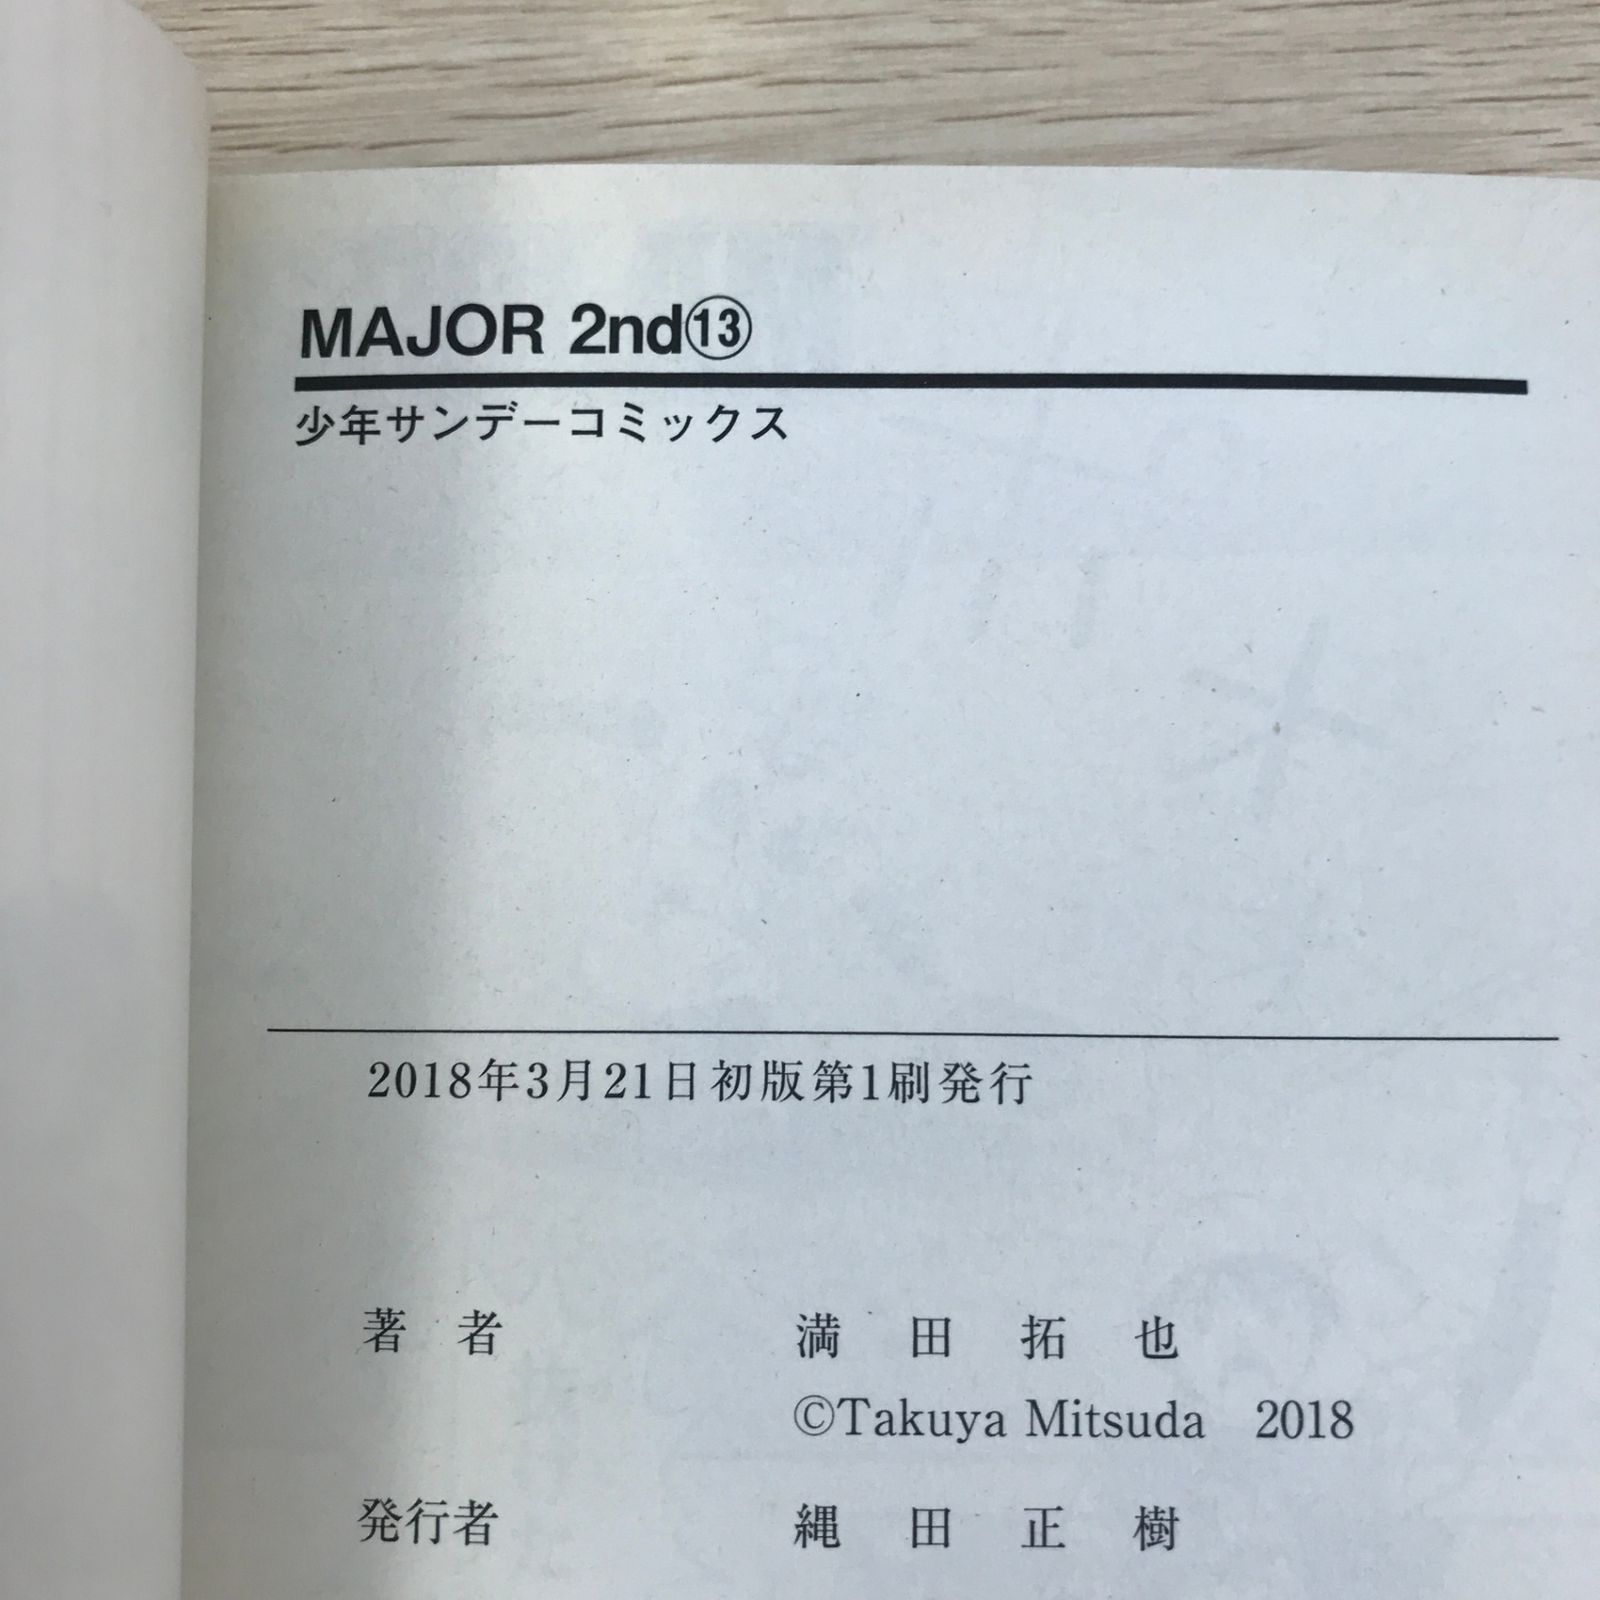 MAJOR 2nd⑬
少年サンデーコミックス
2018年3月21日初版第1刷発行
著者 満田拓也
©Takuya Mitsuda 2018
発行者 縄田正樹